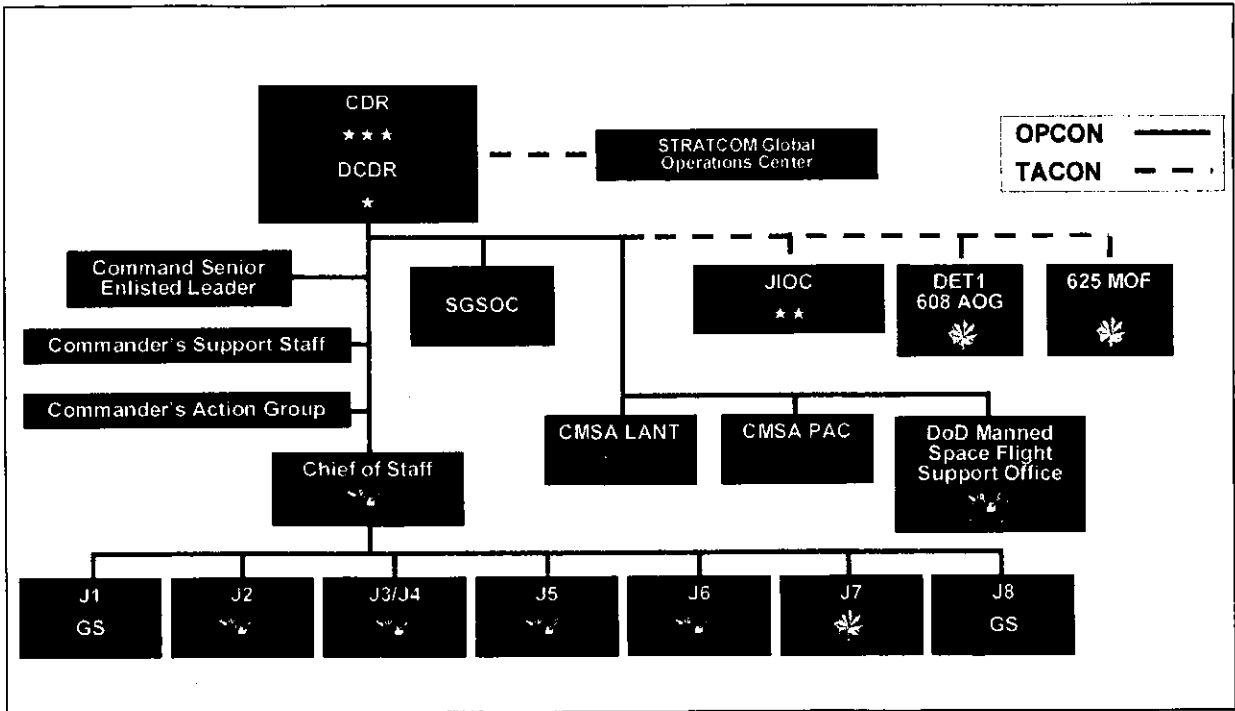 CDR
DCDR
STRATCOM Global
Operations Center
OPCON
TACON
Command Senior
Enlisted Leader
SGSOC
JIOC
DET1
608 AOG
625 MOF
Commander's Support Staff
Commander's Action Group
CMSA LANT
CMSA PAC
DoD Manned
Space Flight
Support Office
Chief of Staff
J1
GS
J2
J3/J4
J5
J6
J7
J8
GS